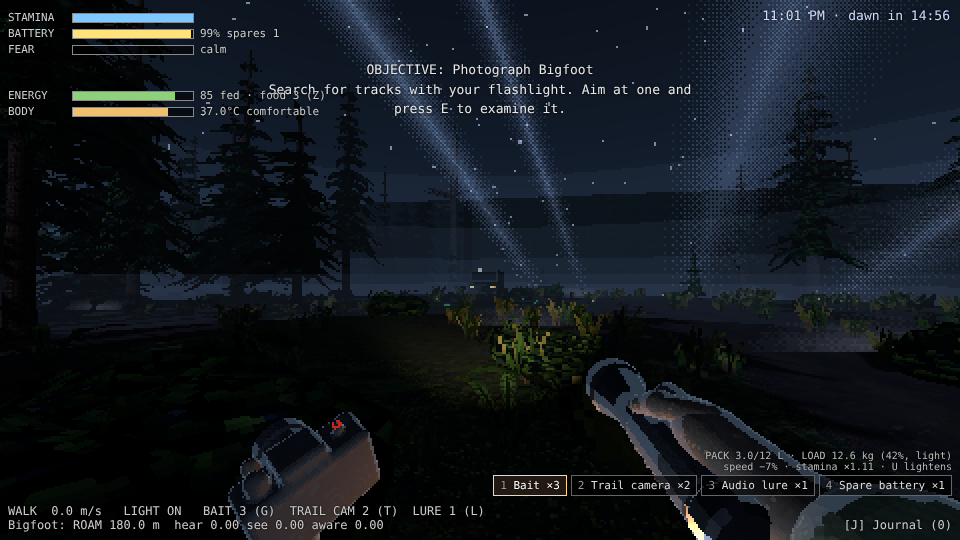 STAMINA
BATTERY 99% spares 1
FEAR calm
11:01 PM · dawn in 14:56
OBJECTIVE: Photograph Bigfoot
Search for tracks with your flashlight. Aim at one and
press E to examine it.
ENERGY 85 fed · food 3 (Z)
BODY 37.0°C comfortable
PACK 3.0/12 L · LOAD 12.6 kg (42%, light)
speed −7% · stamina ×1.11 · U lightens
1 Bait ×3 2 Trail camera ×2 3 Audio lure ×1 4 Spare battery ×1
WALK 0.0 m/s LIGHT ON BAIT 3 (G) TRAIL CAM 2 (T) LURE 1 (L)
Bigfoot: ROAM 180.0 m hear 0.00 see 0.00 aware 0.00
[J] Journal (0)